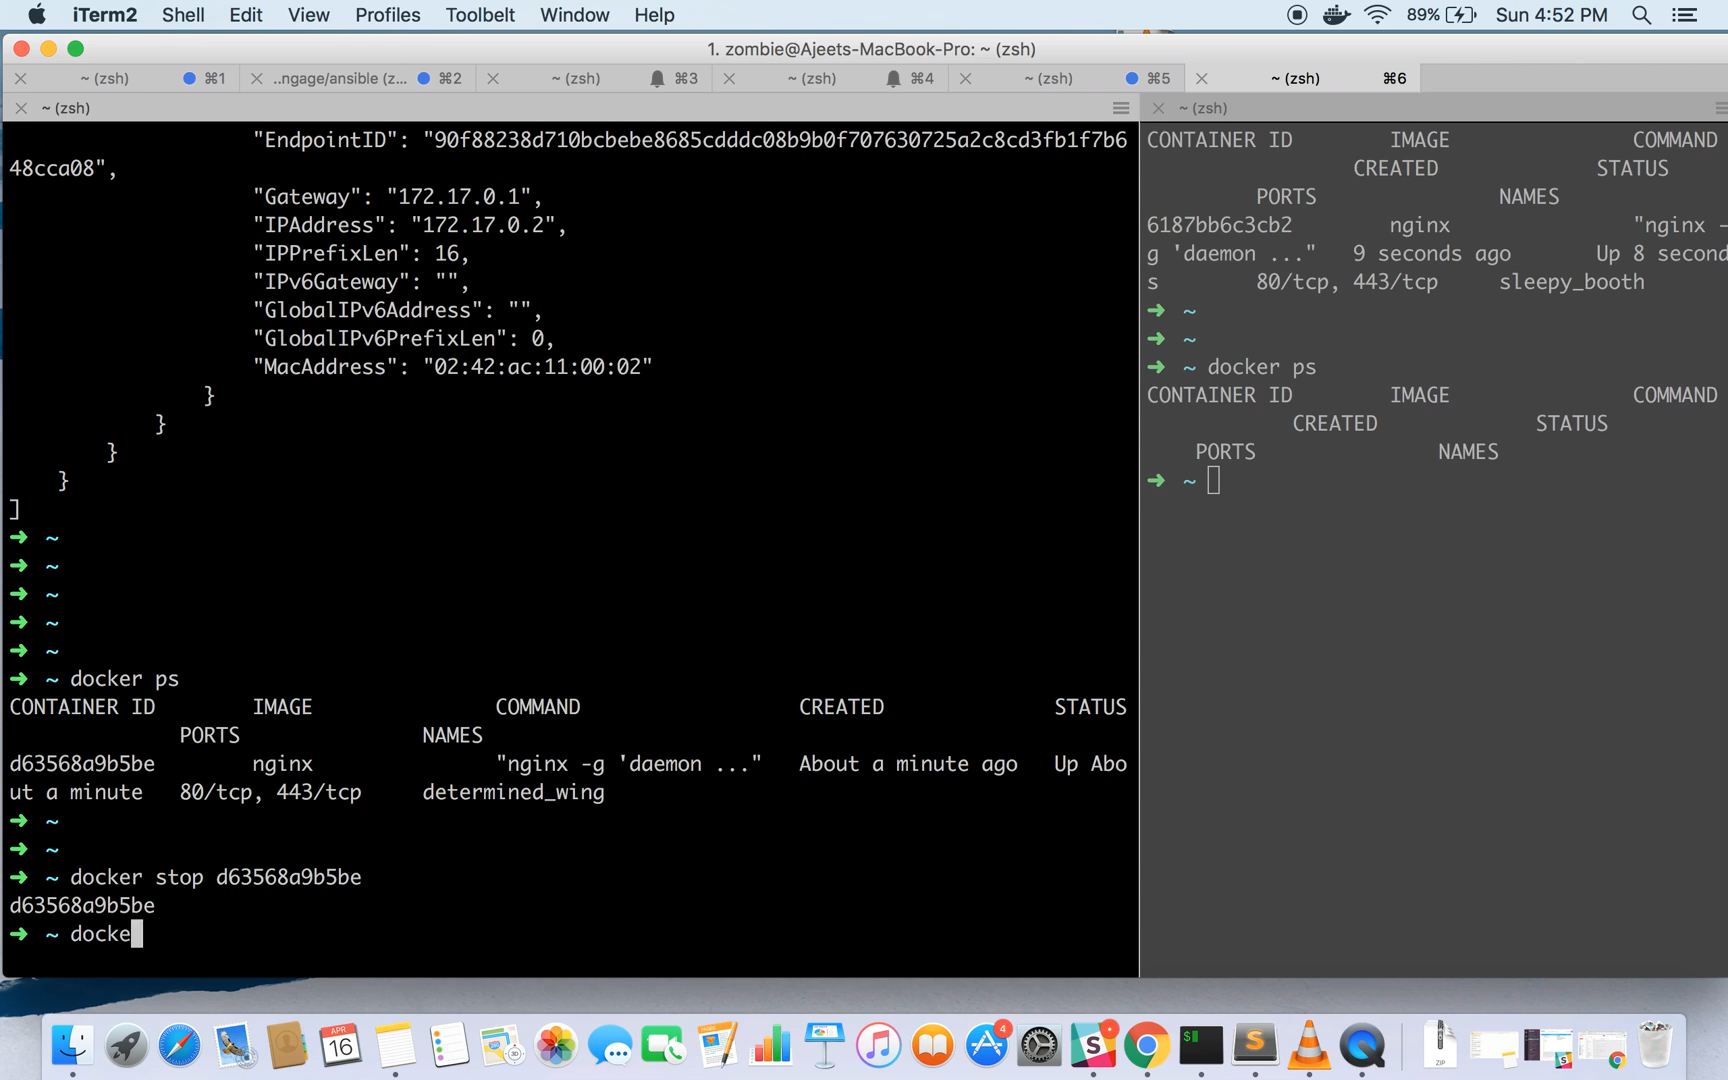 iTerm2 Shell Edit View Profiles Toolbelt Window Help 89% Sun 4:52 PM
1. zombie@Ajeets-MacBook-Pro: ~ (zsh)
~ (zsh) ⌘1 ..ngage/ansible (z... ⌘2 ~ (zsh) ⌘3 ~ (zsh) ⌘4 ~ (zsh) ⌘5 ~ (zsh) ⌘6
~ (zsh)
"EndpointID": "90f88238d710bcbebe8685cdddc08b9b0f707630725a2c8cd3fb1f7b6
48cca08",
"Gateway": "172.17.0.1",
"IPAddress": "172.17.0.2",
"IPPrefixLen": 16,
"IPv6Gateway": "",
"GlobalIPv6Address": "",
"GlobalIPv6PrefixLen": 0,
"MacAddress": "02:42:ac:11:00:02"
}
}
}
}
]
➜ ~
➜ ~
➜ ~
➜ ~
➜ ~
➜ ~ docker ps
CONTAINER ID IMAGE COMMAND CREATED STATUS
PORTS NAMES
d63568a9b5be nginx "nginx -g 'daemon ..." About a minute ago Up Abo
ut a minute 80/tcp, 443/tcp determined_wing
➜ ~
➜ ~
➜ ~ docker stop d63568a9b5be
d63568a9b5be
➜ ~ docke
~ (zsh)
CONTAINER ID IMAGE COMMAND
CREATED STATUS
PORTS NAMES
6187bb6c3cb2 nginx "nginx -
g 'daemon ..." 9 seconds ago Up 8 second
s 80/tcp, 443/tcp sleepy_booth
➜ ~
➜ ~
➜ ~ docker ps
CONTAINER ID IMAGE COMMAND
CREATED STATUS
PORTS NAMES
➜ ~
APR
16
3D
4
$
S
ZIP